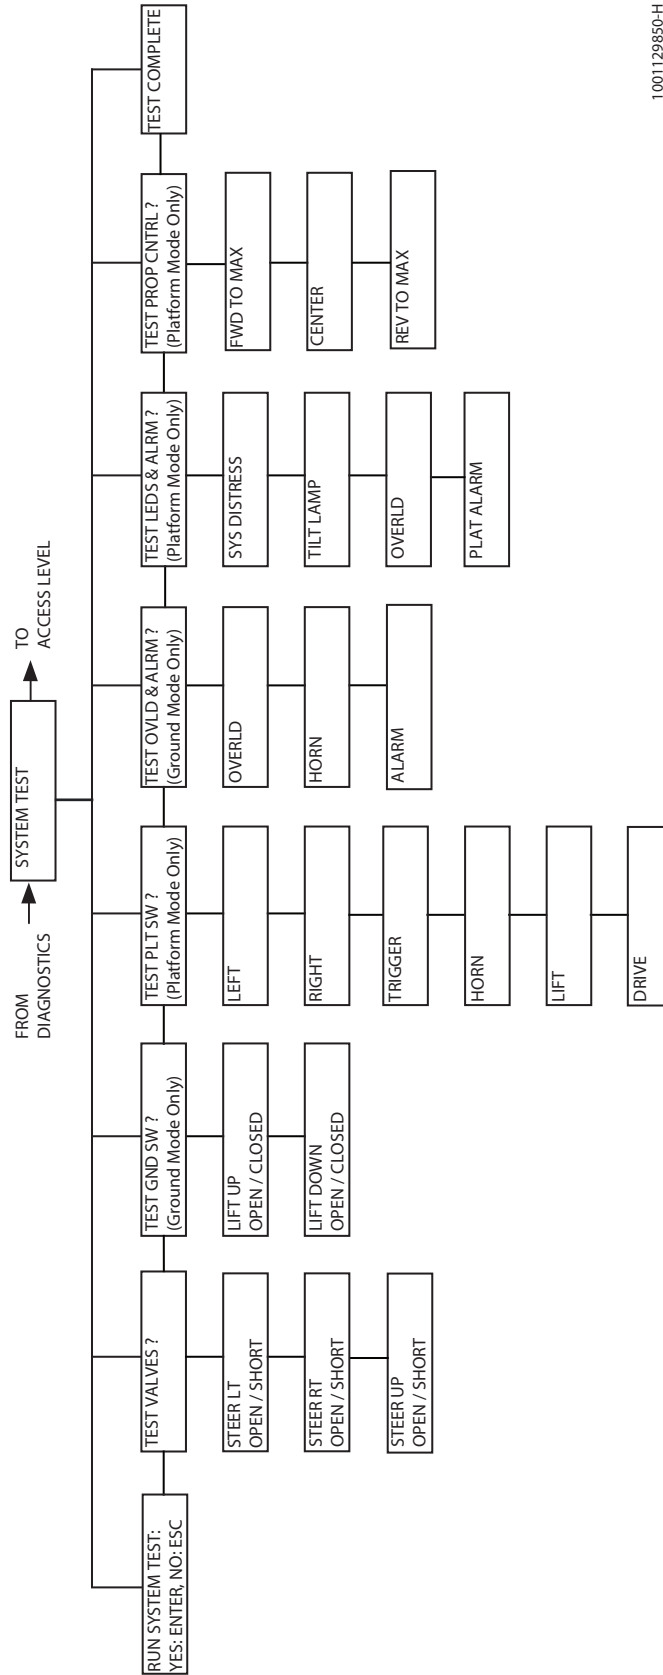 FROM
DIAGNOSTICS
SYSTEM TEST
TO
ACCESS LEVEL
RUN SYSTEM TEST:
YES: ENTER, NO: ESC
TEST VALVES ?
STEER LT
OPEN / SHORT
STEER RT
OPEN / SHORT
STEER UP
OPEN / SHORT
TEST GND SW ?
(Ground Mode Only)
LIFT UP
OPEN / CLOSED
LIFT DOWN
OPEN / CLOSED
TEST PLT SW ?
(Platform Mode Only)
LEFT
RIGHT
TRIGGER
HORN
LIFT
DRIVE
TEST OVLD & ALRM ?
(Ground Mode Only)
OVERLD
HORN
ALARM
TEST LEDS & ALRM ?
(Platform Mode Only)
SYS DISTRESS
TILT LAMP
OVERLD
PLAT ALARM
TEST PROP CNTRL ?
(Platform Mode Only)
FWD TO MAX
CENTER
REV TO MAX
TEST COMPLETE
1001129850-H